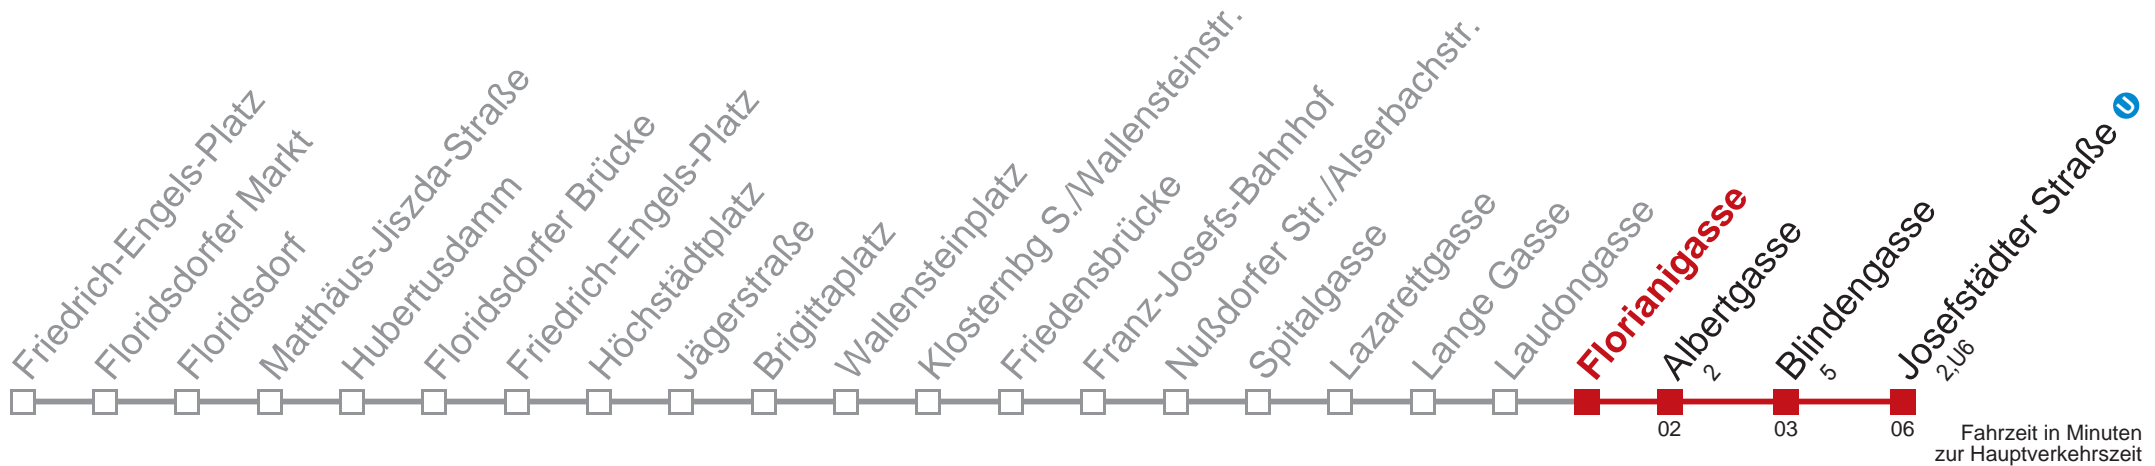 Friedrich-Engels-Platz
Floridsdorfer Markt
Floridsdorf
Matthäus-Jiszda-Straße
Hubertusdamm
Floridsdorfer Brücke
Friedrich-Engels-Platz
Höchstädtplatz
Jägerstraße
Brigittaplatz
Wallensteinplatz
Klosternbg S./Wallensteinstr.
Friedensbrücke
Franz-Josefs-Bahnhof
Nußdorfer Str./Alserbachstr.
Spitalgasse
Lazarettgasse
Lange Gasse
Laudongasse
Florianigasse
Albertgasse
2
Blindengasse
5
Josefstädter Straße U
2,U6
02
03
06
Fahrzeit in Minuten
zur Hauptverkehrszeit